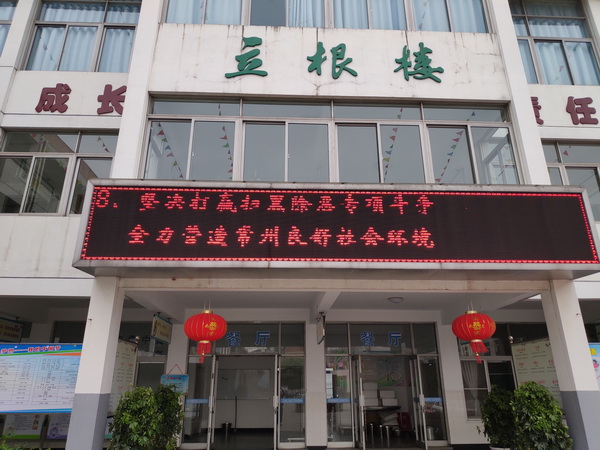 立根楼
成长
责任
8、坚决打赢扫黑除恶专项斗争
全力营造常州良好社会环境
餐厅
餐厅